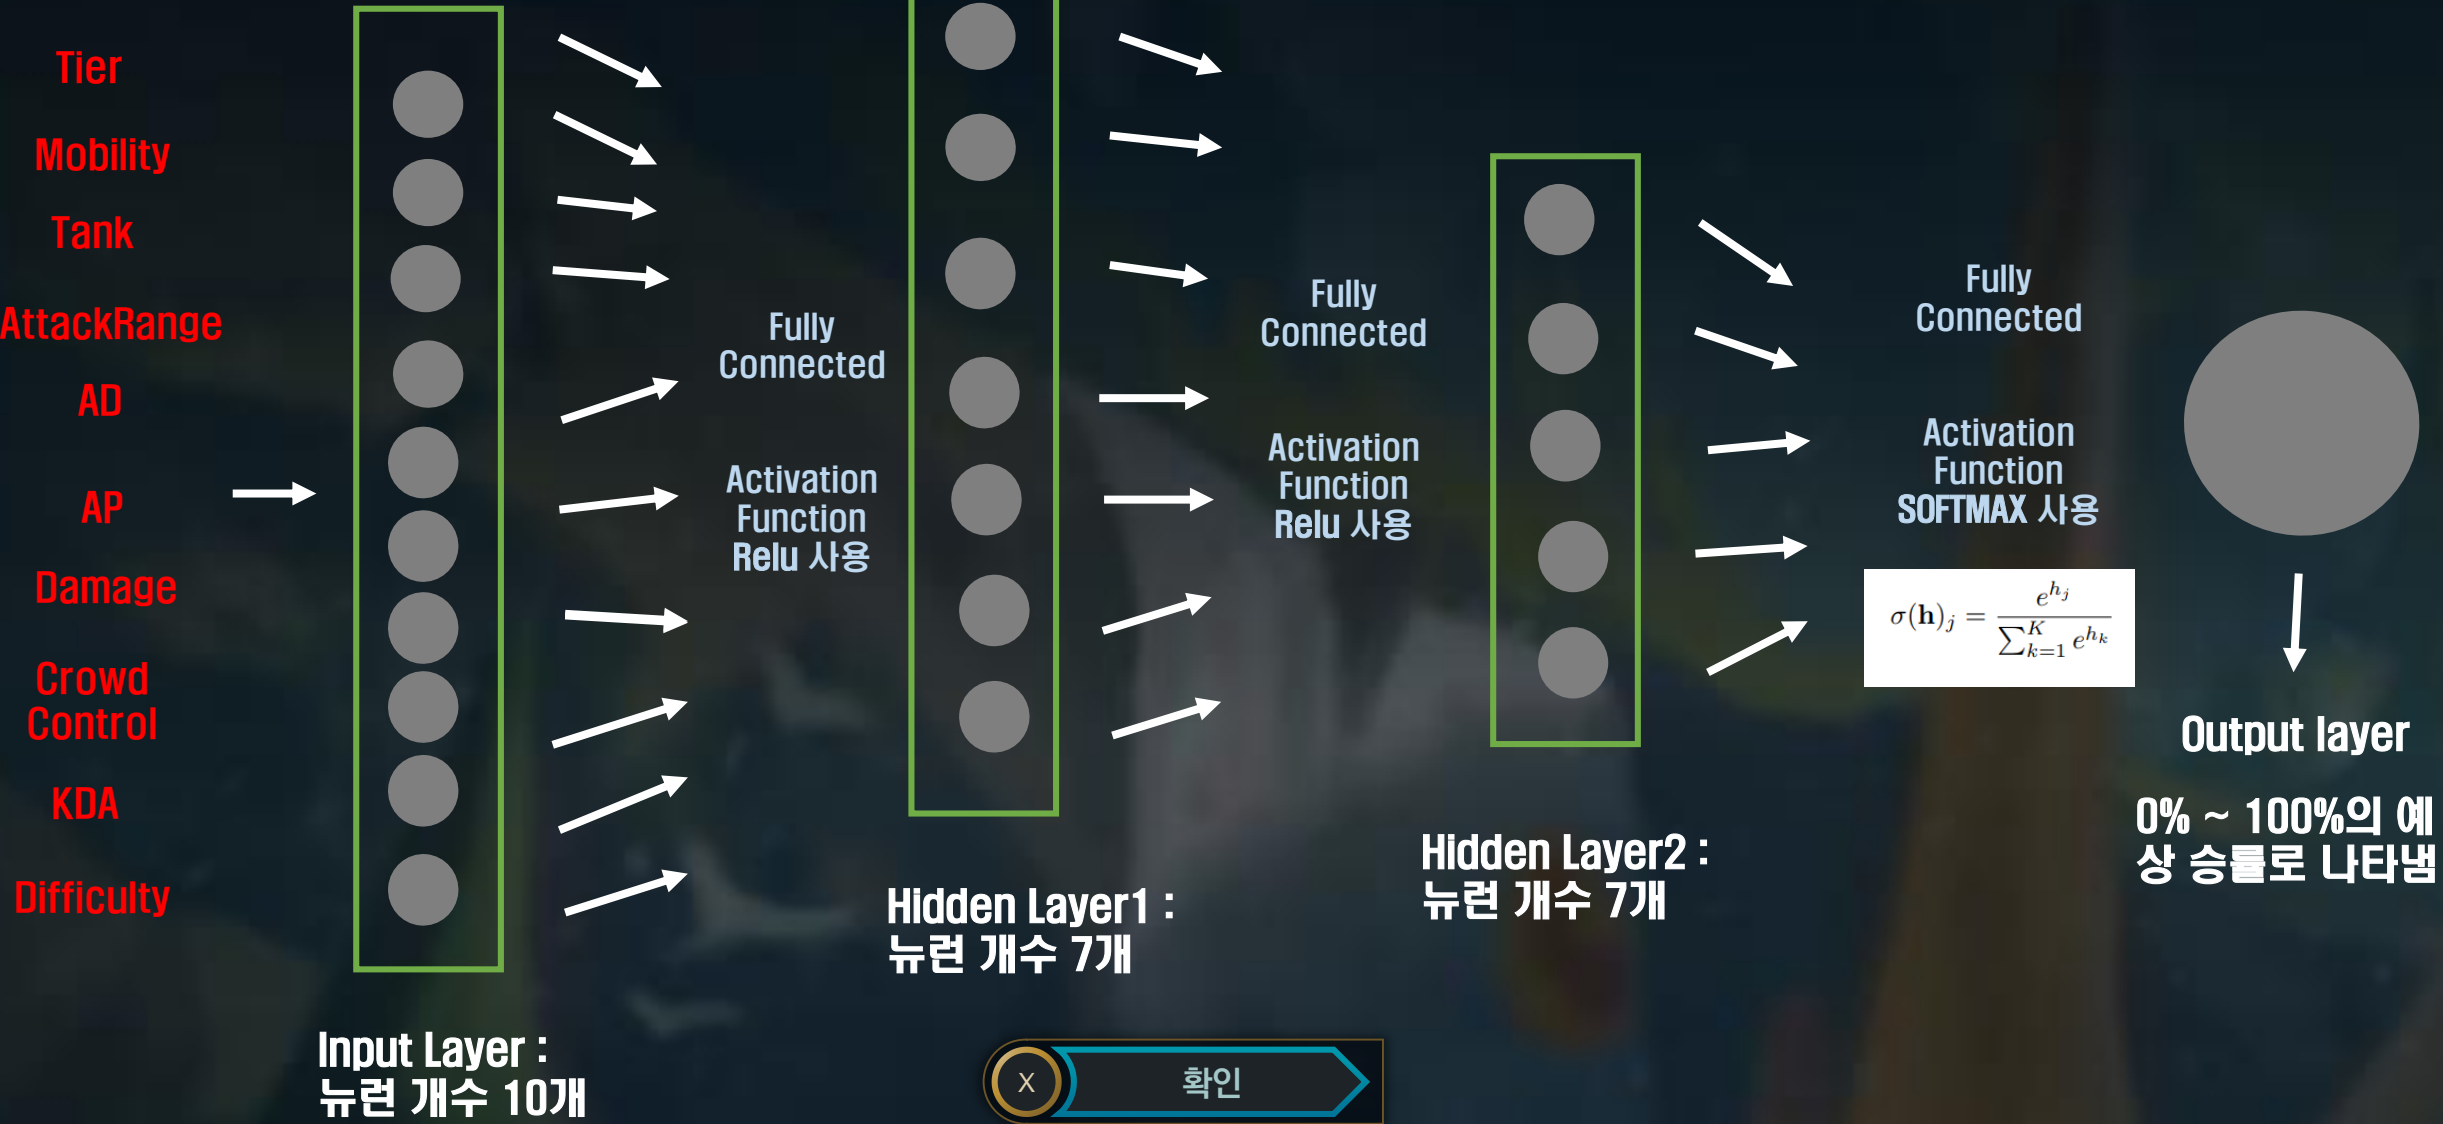 Tier
Mobility
Tank
AttackRange
AD
AP
Damage
Crowd
Control
KDA
Difficulty
Input Layer :
뉴런 개수 10개
Fully
Connected
Activation
Function
Relu 사용
Hidden Layer1 :
뉴런 개수 7개
Fully
Connected
Activation
Function
Relu 사용
Hidden Layer2 :
뉴런 개수 7개
Fully
Connected
Activation
Function
SOFTMAX 사용
σ(h)_j = e^{h_j} / ∑_{k=1}^{K} e^{h_k}
Output layer
0% ~ 100%의 예
상 승률로 나타냄
X
확인